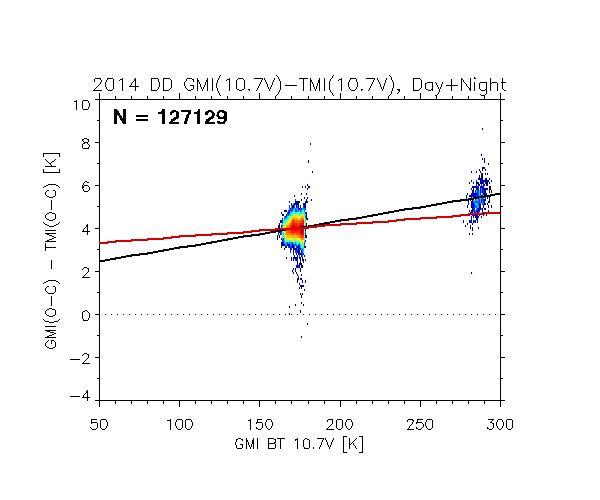 2014 DD GMI(10.7V)−TMI(10.7V), Day+Night
N = 127129
10
8
6
4
2
0
−2
−4
GMI(O−C) − TMI(O−C) [K]
50 100 150 200 250 300
GMI BT 10.7V [K]